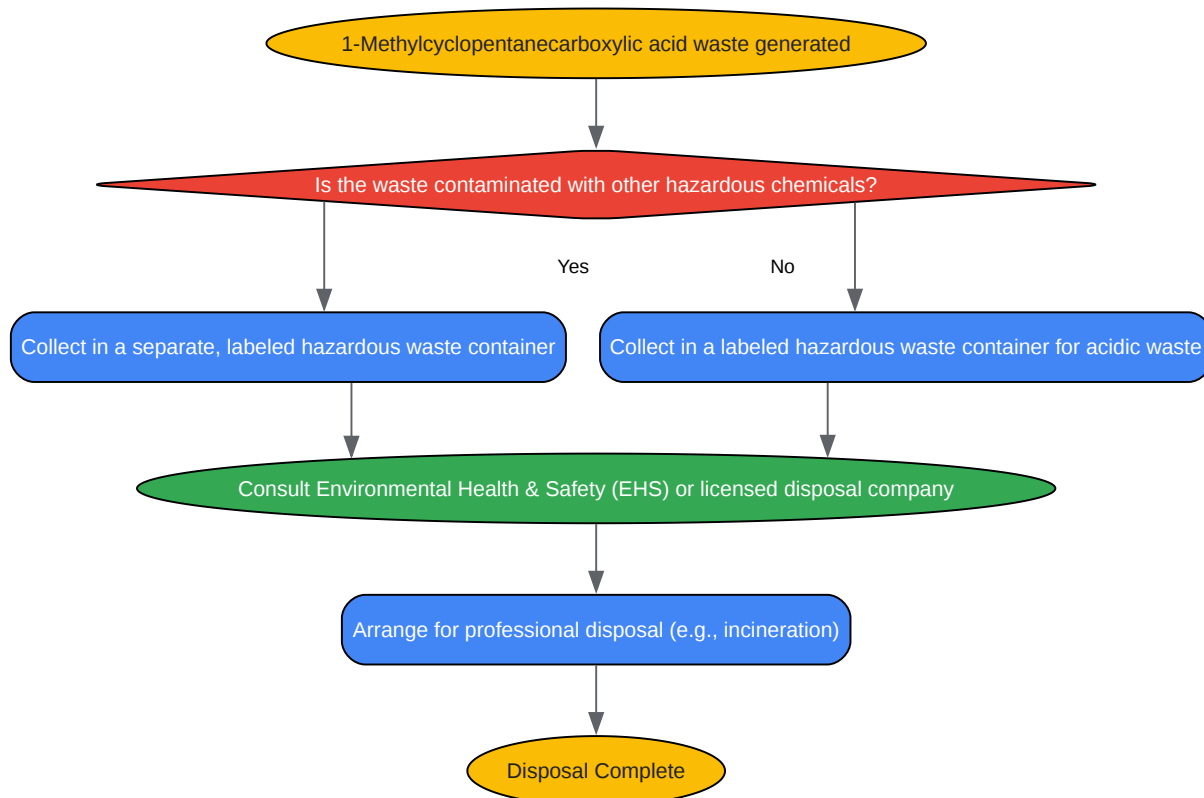 1-Methylcyclopentanecarboxylic acid waste generated
Is the waste contaminated with other hazardous chemicals?
Yes
No
Collect in a separate, labeled hazardous waste container
Collect in a labeled hazardous waste container for acidic waste
Consult Environmental Health & Safety (EHS) or licensed disposal company
Arrange for professional disposal (e.g., incineration)
Disposal Complete